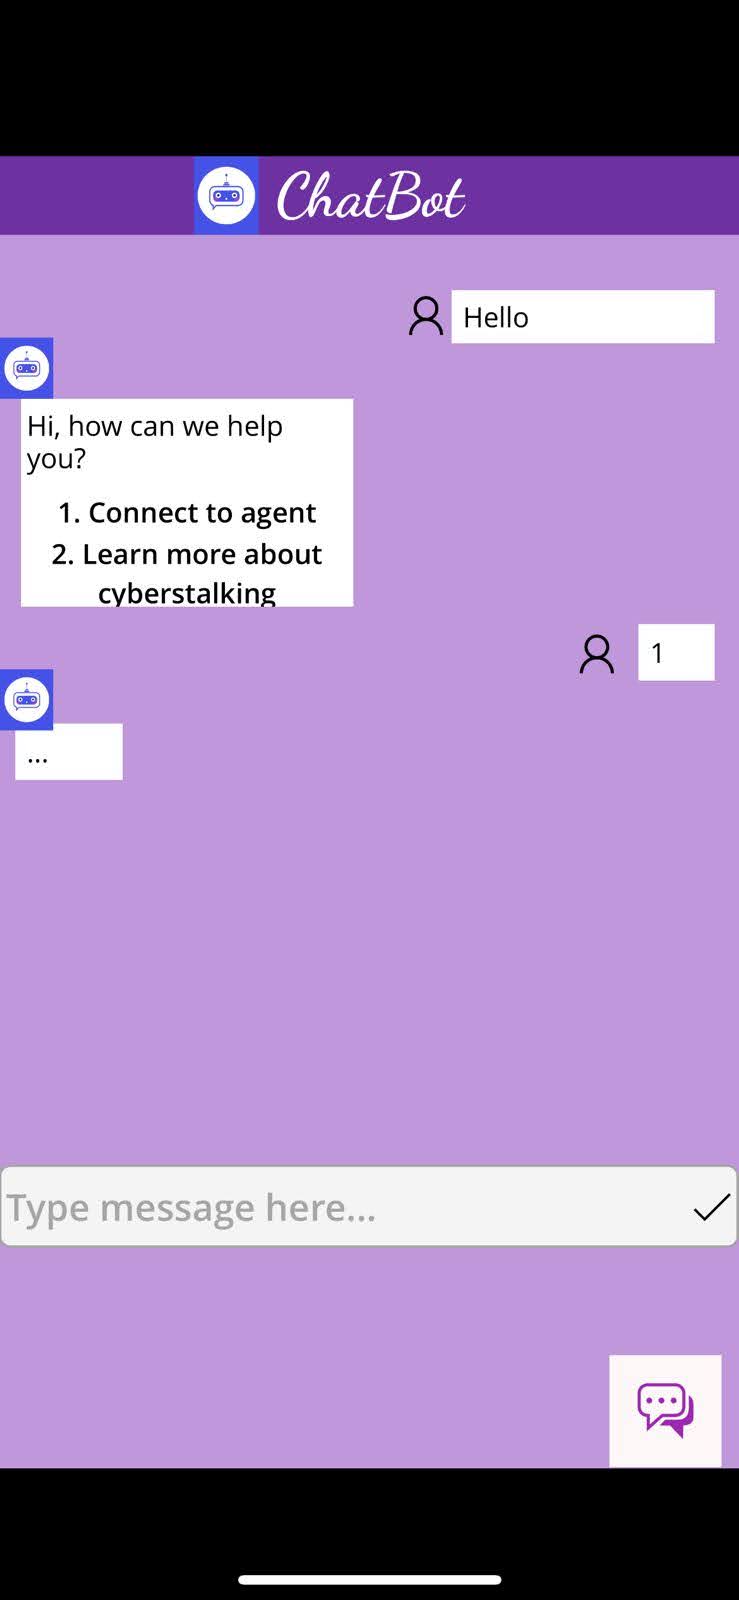 ChatBot
Hello
Hi, how can we help
you?
1. Connect to agent
2. Learn more about
cyberstalking
1
...
Type message here...